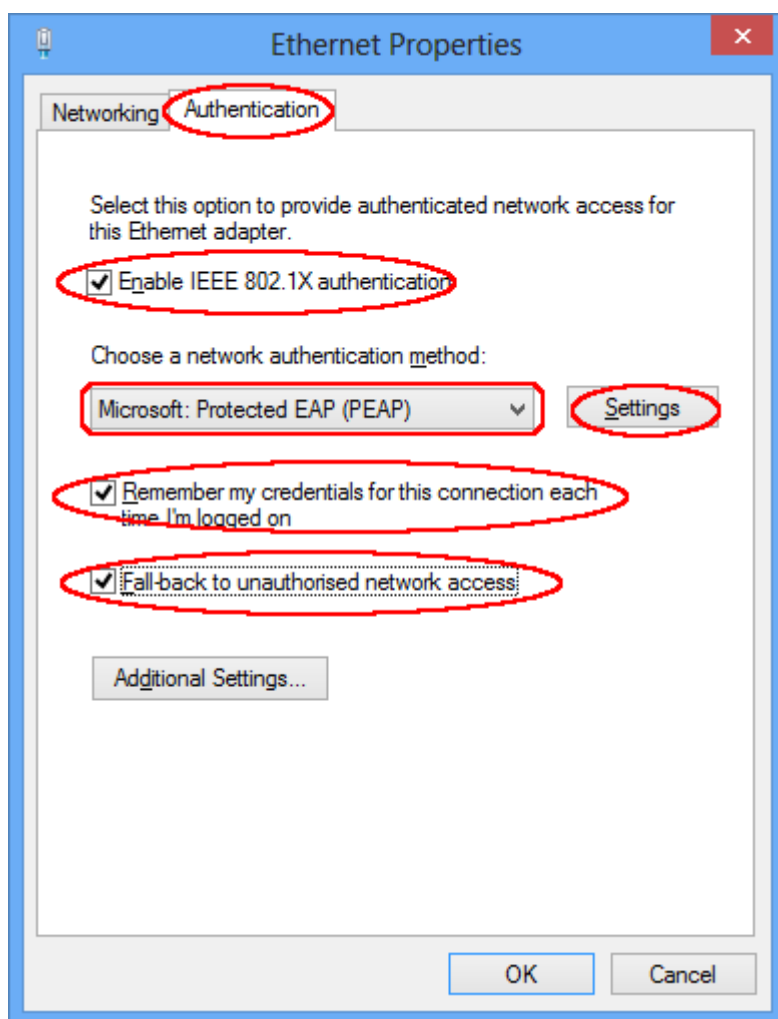 Ethernet Properties
Networking
Authentication
Select this option to provide authenticated network access for
this Ethernet adapter.
Enable IEEE 802.1X authentication
Choose a network authentication method:
Microsoft: Protected EAP (PEAP)
Settings
Remember my credentials for this connection each
time I'm logged on
Fall-back to unauthorised network access
Additional Settings...
OK
Cancel